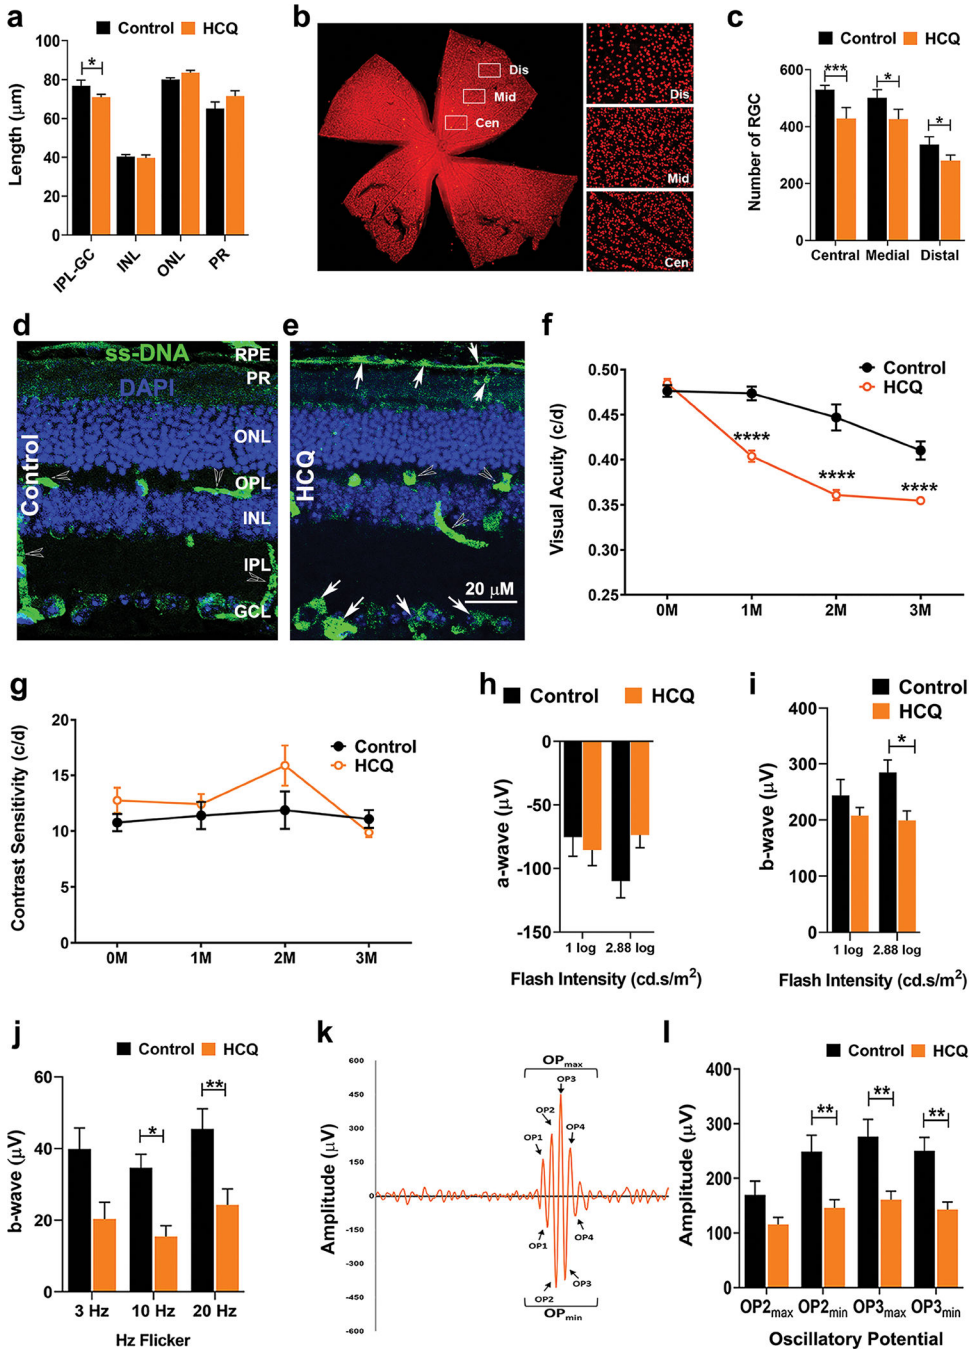 a
Control HCQ
Length (μm)
100
80
60
40
20
0
*
IPL-GC INL ONL PR
b
Dis
Mid
Cen
Dis
Mid
Cen
c
Control HCQ
Number of RGC
600
400
200
0
*** * *
Central Medial Distal
d
ss-DNA
DAPI
Control
RPE
PR
ONL
OPL
INL
IPL
GCL
e
HCQ
20 μM
f
Control
HCQ
Visual Acuity (c/d)
0.50
0.45
0.40
0.35
0.30
0.25
**** **** ****
0M 1M 2M 3M
g
Control
HCQ
Contrast Sensitivity (c/d)
20
15
10
5
0
0M 1M 2M 3M
h
Control HCQ
a-wave (μV)
0
-50
-100
-150
1 log 2.88 log
Flash Intensity (cd.s/m²)
i
Control
HCQ
b-wave (μV)
400
300
200
100
0
*
1 log 2.88 log
Flash Intensity (cd.s/m²)
j
Control HCQ
b-wave (μV)
60
40
20
0
* **
3 Hz 10 Hz 20 Hz
Hz Flicker
k
Amplitude (μV)
600
450
300
150
0
-150
-300
-450
-600
OPmax
OP3
OP2
OP1 OP4
OP1 OP4
OP3
OP2
OPmin
l
Control HCQ
Amplitude (μV)
400
300
200
100
0
** ** **
OP2max OP2min OP3max OP3min
Oscillatory Potential